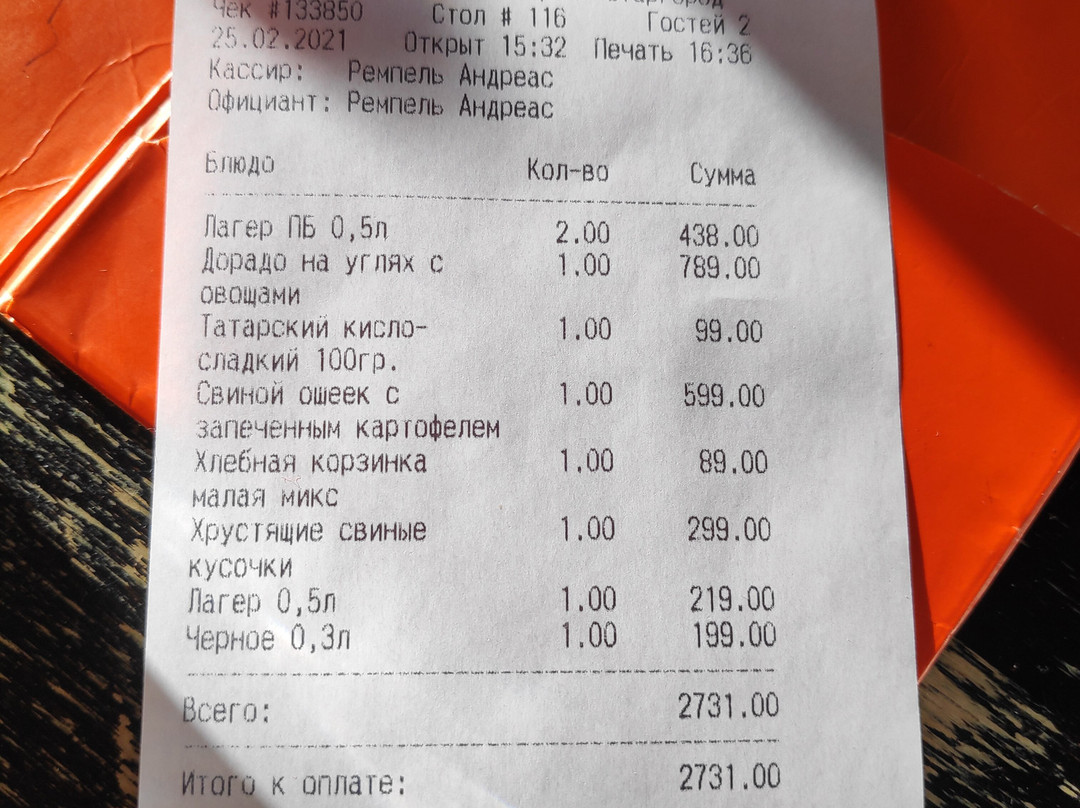 Чек #133850 Стол # 116 Гостей 2
25.02.2021 Открыт 15:32 Печать 16:36
Кассир: Ремпель Андреас
Официант: Ремпель Андреас
Блюдо Кол-во Сумма
Лагер ПБ 0,5л 2.00 438.00
Дорадо на углях с 1.00 789.00
овощами
Татарский кисло- 1.00 99.00
сладкий 100гр.
Свиной ошеек с 1.00 599.00
запеченным картофелем
Хлебная корзинка 1.00 89.00
малая микс
Хрустящие свиные 1.00 299.00
кусочки
Лагер 0,5л 1.00 219.00
Черное 0,3л 1.00 199.00
Всего: 2731.00
Итого к оплате: 2731.00